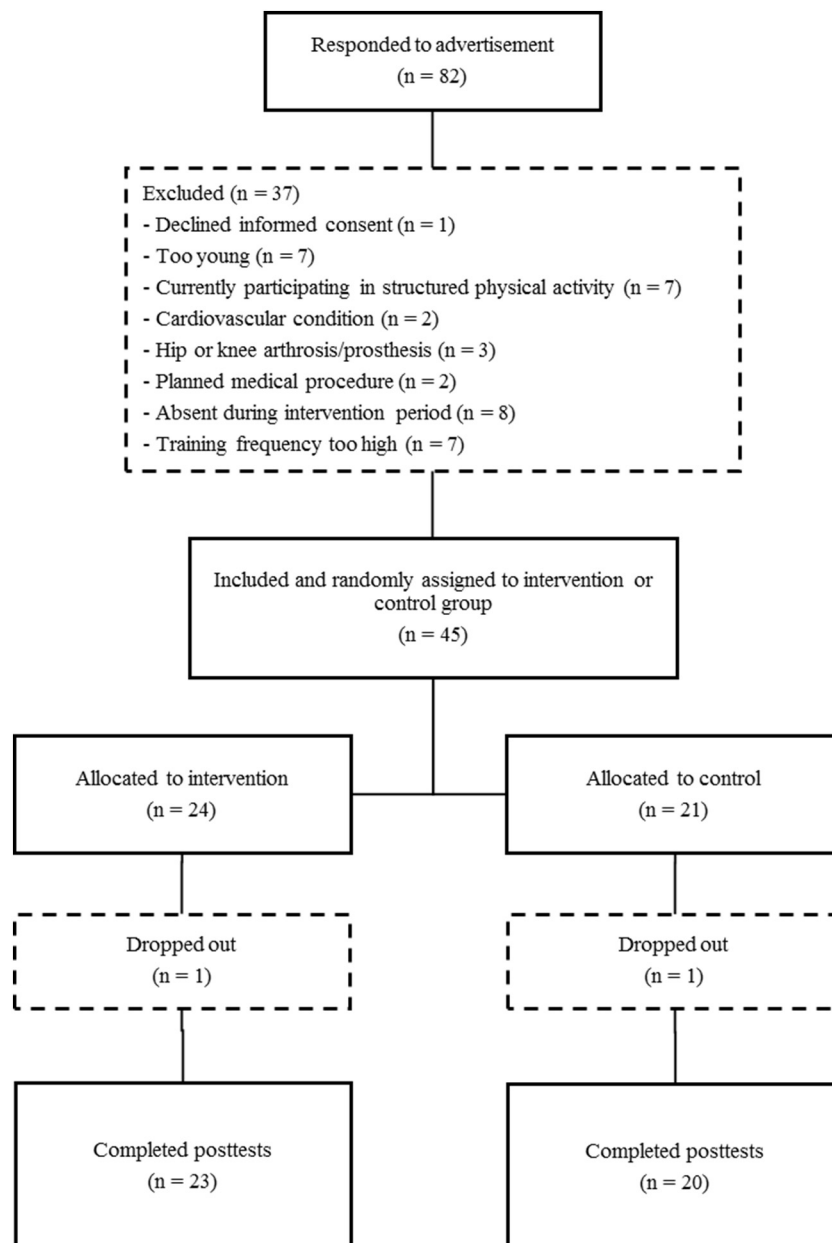 Responded to advertisement
(n = 82)
Excluded (n = 37)
- Declined informed consent (n = 1)
- Too young (n = 7)
- Currently participating in structured physical activity (n = 7)
- Cardiovascular condition (n = 2)
- Hip or knee arthrosis/prosthesis (n = 3)
- Planned medical procedure (n = 2)
- Absent during intervention period (n = 8)
- Training frequency too high (n = 7)
Included and randomly assigned to intervention or
control group
(n = 45)
Allocated to intervention
(n = 24)
Allocated to control
(n = 21)
Dropped out
(n = 1)
Dropped out
(n = 1)
Completed posttests
(n = 23)
Completed posttests
(n = 20)